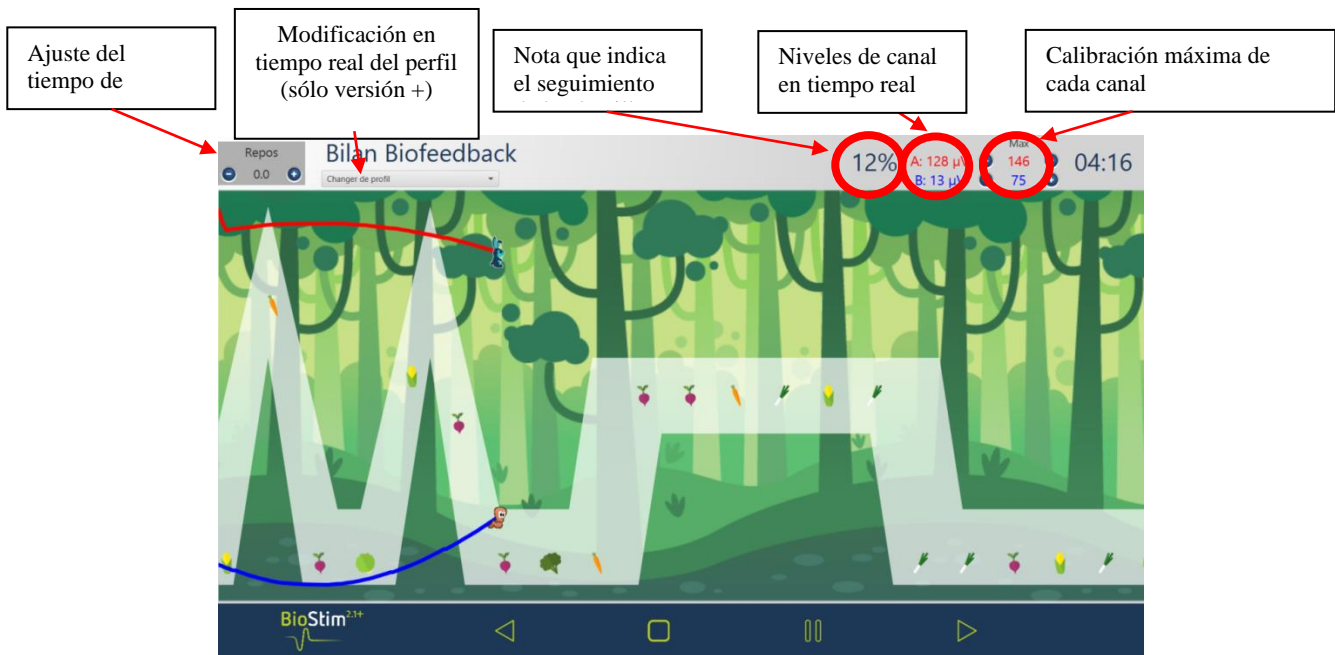 Ajuste del
tiempo de
Modificación en
tiempo real del perfil
(sólo versión +)
Nota que indica
el seguimiento
Niveles de canal
en tiempo real
Calibración máxima de
cada canal
Repos
0.0
Bilan Biofeedback
Changer de profil
12%
A: 128 µV
B: 13 µV
Max
146
75
04:16
BioStim2.1+